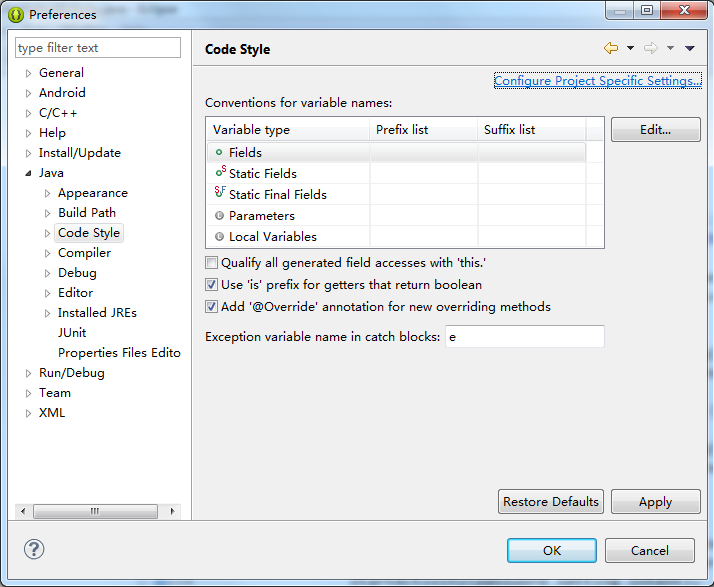 Preferences
type filter text
General
Android
C/C++
Help
Install/Update
Java
Appearance
Build Path
Code Style
Compiler
Debug
Editor
Installed JREs
JUnit
Properties Files Edito
Run/Debug
Team
XML
Code Style
Configure Project Specific Settings...
Conventions for variable names:
Variable type Prefix list Suffix list
Fields
Static Fields
Static Final Fields
Parameters
Local Variables
Edit...
Qualify all generated field accesses with 'this.'
Use 'is' prefix for getters that return boolean
Add '@Override' annotation for new overriding methods
Exception variable name in catch blocks: e
Restore Defaults Apply
OK Cancel